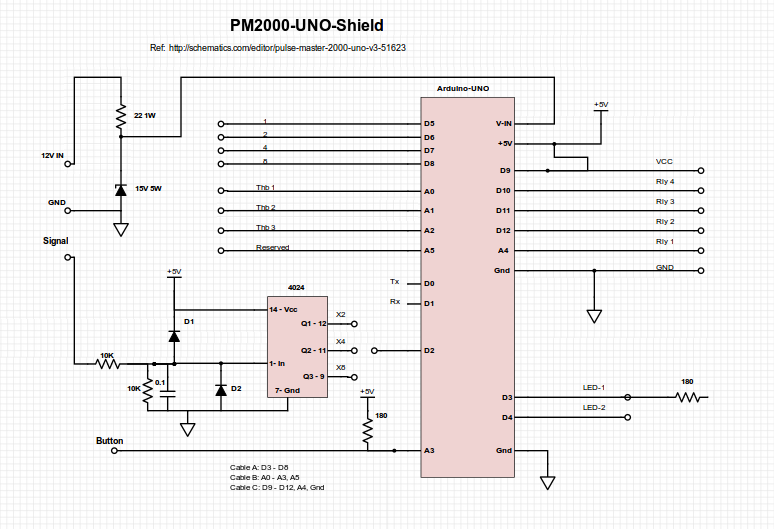 PM2000-UNO-Shield
Ref: http://schematics.com/editor/pulse-master-2000-uno-v3-51623
Arduino-UNO
22 1W
12V IN
15V 5W
GND
Signal
1
2
4
8
Thb 1
Thb 2
Thb 3
Reserved
Tx
Rx
D5
D6
D7
D8
A0
A1
A2
A5
D0
D1
D2
A3
V-IN
+5V
D9
D10
D11
D12
A4
Gnd
D3
D4
Gnd
+5V
VCC
Rly 4
Rly 3
Rly 2
Rly 1
GND
+5V
D1
10K
10K
0.1
D2
4024
14 - Vcc
Q1 - 12
Q2 - 11
1- In
Q3 - 9
7- Gnd
X2
X4
X8
+5V
180
Button
LED-1
LED-2
180
Cable A: D3 - D8
Cable B: A0 - A3, A5
Cable C: D9 - D12, A4, Gnd